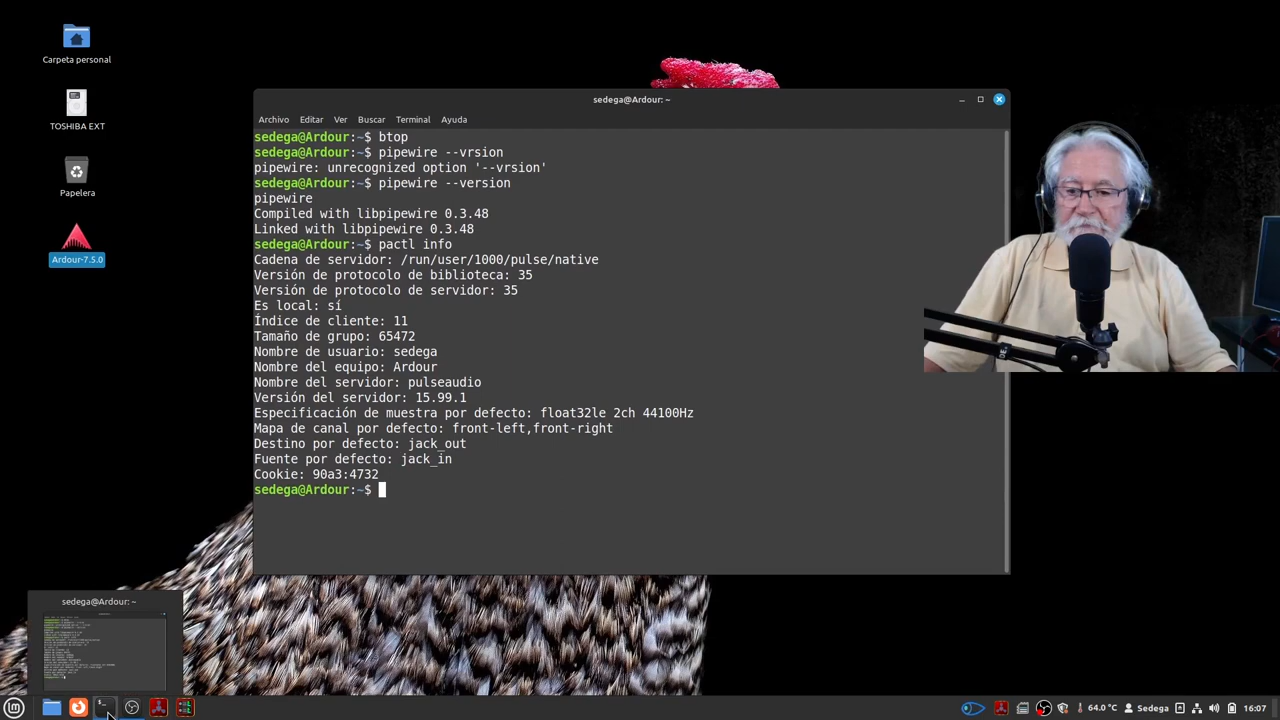 Carpeta personal
TOSHIBA EXT
Papelera
Ardour-7.5.0
sedega@Ardour: ~
Archivo Editar Ver Buscar Terminal Ayuda
sedega@Ardour:~$ btop
sedega@Ardour:~$ pipewire --vrsion
pipewire: unrecognized option '--vrsion'
sedega@Ardour:~$ pipewire --version
pipewire
Compiled with libpipewire 0.3.48
Linked with libpipewire 0.3.48
sedega@Ardour:~$ pactl info
Cadena de servidor: /run/user/1000/pulse/native
Versión de protocolo de biblioteca: 35
Versión de protocolo de servidor: 35
Es local: sí
Índice de cliente: 11
Tamaño de grupo: 65472
Nombre de usuario: sedega
Nombre del equipo: Ardour
Nombre del servidor: pulseaudio
Versión del servidor: 15.99.1
Especificación de muestra por defecto: float32le 2ch 44100Hz
Mapa de canal por defecto: front-left,front-right
Destino por defecto: jack_out
Fuente por defecto: jack_in
Cookie: 90a3:4732
sedega@Ardour:~$
sedega@Ardour: ~
64.0 °C Sedega 16:07